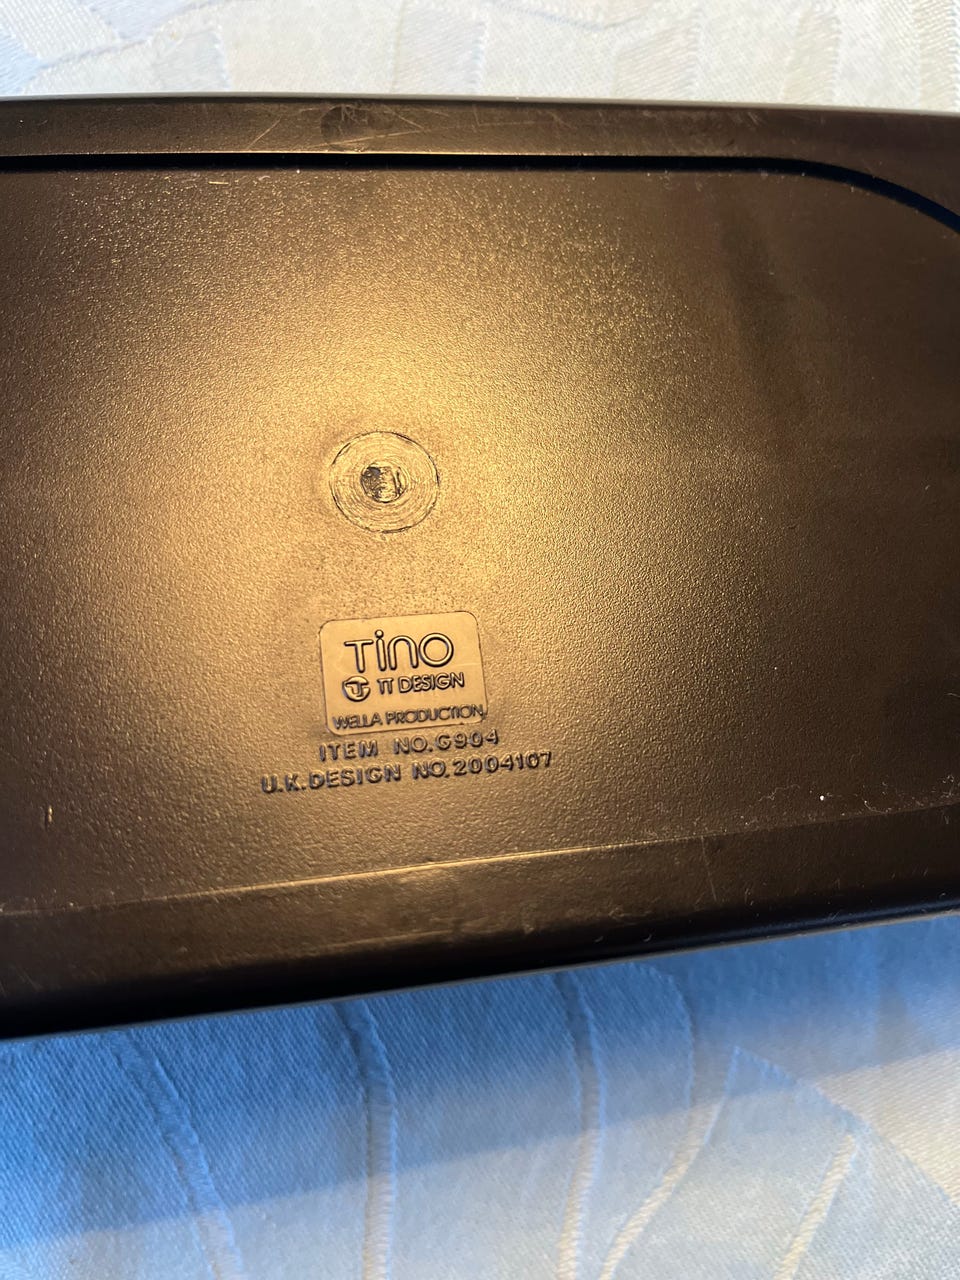 Tino
TT DESIGN
WELLA PRODUCTION
ITEM NO.G904
U.K.DESIGN NO.2004107